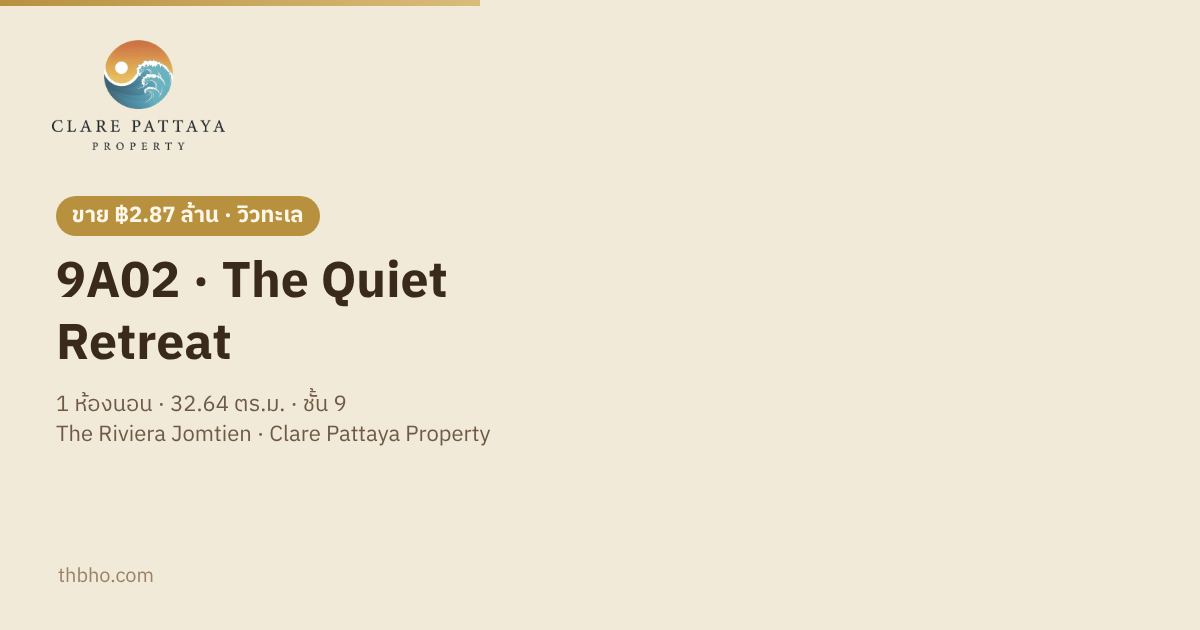 CLARE PATTAYA
PROPERTY
ขาย ฿2.87 ล้าน · วิวทะเล
9A02 · The Quiet
Retreat
1 ห้องนอน · 32.64 ตร.ม. · ชั้น 9
The Riviera Jomtien · Clare Pattaya Property
thbho.com